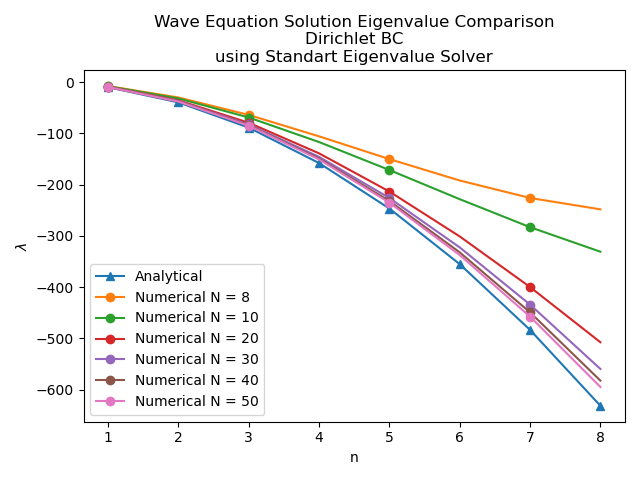 Wave Equation Solution Eigenvalue Comparison
Dirichlet BC
using Standart Eigenvalue Solver
0
−100
−200
−300
−400
−500
−600
λ
Analytical
Numerical N = 8
Numerical N = 10
Numerical N = 20
Numerical N = 30
Numerical N = 40
Numerical N = 50
1 2 3 4 5 6 7 8
n